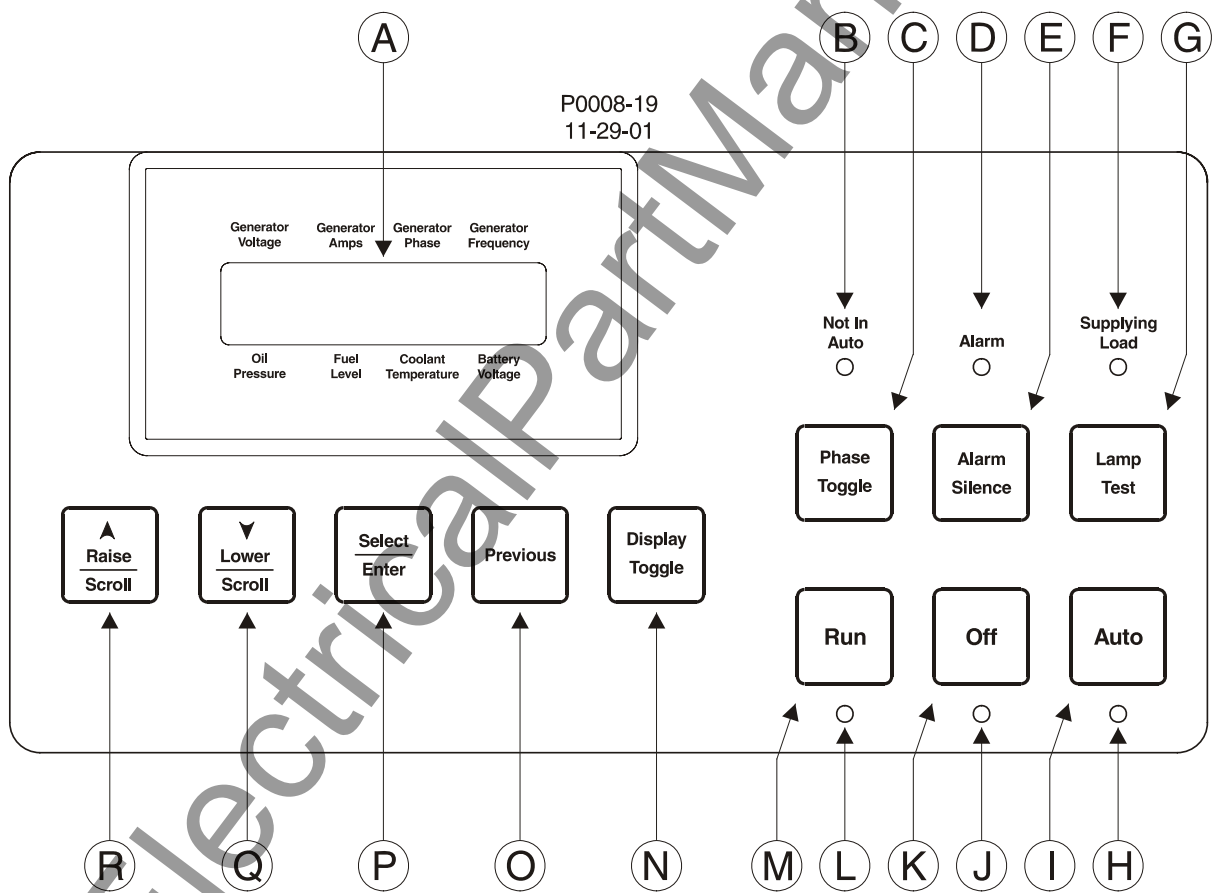 A B C D E F G
P0008-19
11-29-01
Generator Voltage Generator Amps Generator Phase Generator Frequency
Oil Pressure Fuel Level Coolant Temperature Battery Voltage
Not In Auto
Alarm
Supplying Load
Phase Toggle
Alarm Silence
Lamp Test
Raise
Scroll
Lower
Scroll
Select
Enter
Previous
Display Toggle
Run
Off
Auto
R Q P O N M L K J I H